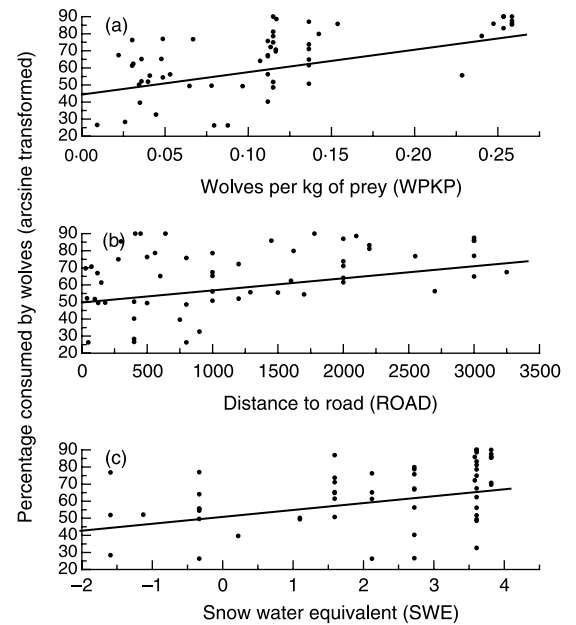 Percentage consumed by wolves (arcsine transformed)
(a)
90
80
70
60
50
40
30
20
0·00 0·05 0·10 0·15 0·20 0·25
Wolves per kg of prey (WPKP)
(b)
90
80
70
60
50
40
30
20
0 500 1000 1500 2000 2500 3000 3500
Distance to road (ROAD)
(c)
90
80
70
60
50
40
30
20
−2 −1 0 1 2 3 4
Snow water equivalent (SWE)